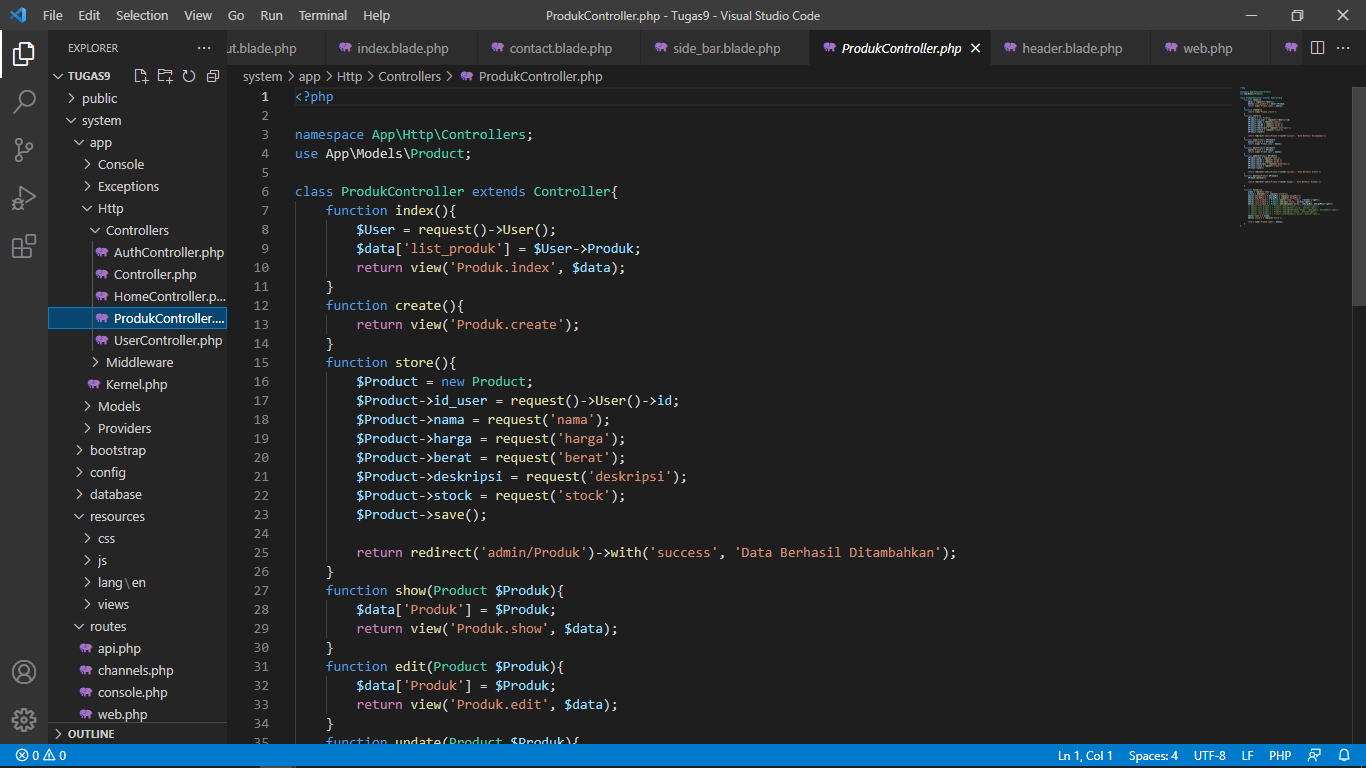 File Edit Selection View Go Run Terminal Help
ProdukController.php - Tugas9 - Visual Studio Code
EXPLORER
ut.blade.php index.blade.php contact.blade.php side_bar.blade.php ProdukController.php header.blade.php web.php
TUGAS9
public
system
app
Console
Exceptions
Http
Controllers
AuthController.php
Controller.php
HomeController.p...
ProdukController....
UserController.php
Middleware
Kernel.php
Models
Providers
bootstrap
config
database
resources
css
js
lang\en
views
routes
api.php
channels.php
console.php
web.php
OUTLINE
system > app > Http > Controllers > ProdukController.php
1 <?php
2
3 namespace App\Http\Controllers;
4 use App\Models\Product;
5
6 class ProdukController extends Controller{
7 function index(){
8 $User = request()->User();
9 $data['list_produk'] = $User->Produk;
10 return view('Produk.index', $data);
11 }
12 function create(){
13 return view('Produk.create');
14 }
15 function store(){
16 $Product = new Product;
17 $Product->id_user = request()->User()->id;
18 $Product->nama = request('nama');
19 $Product->harga = request('harga');
20 $Product->berat = request('berat');
21 $Product->deskripsi = request('deskripsi');
22 $Product->stock = request('stock');
23 $Product->save();
24
25 return redirect('admin/Produk')->with('success', 'Data Berhasil Ditambahkan');
26 }
27 function show(Product $Produk){
28 $data['Produk'] = $Produk;
29 return view('Produk.show', $data);
30 }
31 function edit(Product $Produk){
32 $data['Produk'] = $Produk;
33 return view('Produk.edit', $data);
34 }
35 function update(Product $Produk){
0 0
Ln 1, Col 1 Spaces: 4 UTF-8 LF PHP